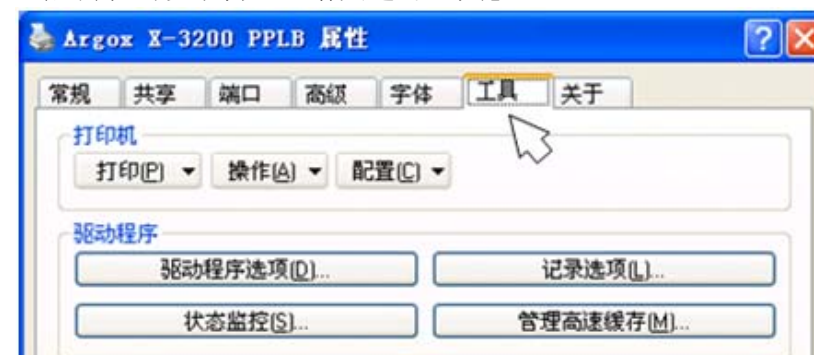 Argox X-3200 PPLB 属性
常规 共享 端口 高级 字体 工具 关于
打印机
打印(P) 操作(A) 配置(C)
驱动程序
驱动程序选项(D)... 记录选项(L)...
状态监控(S)... 管理高速缓存(M)...